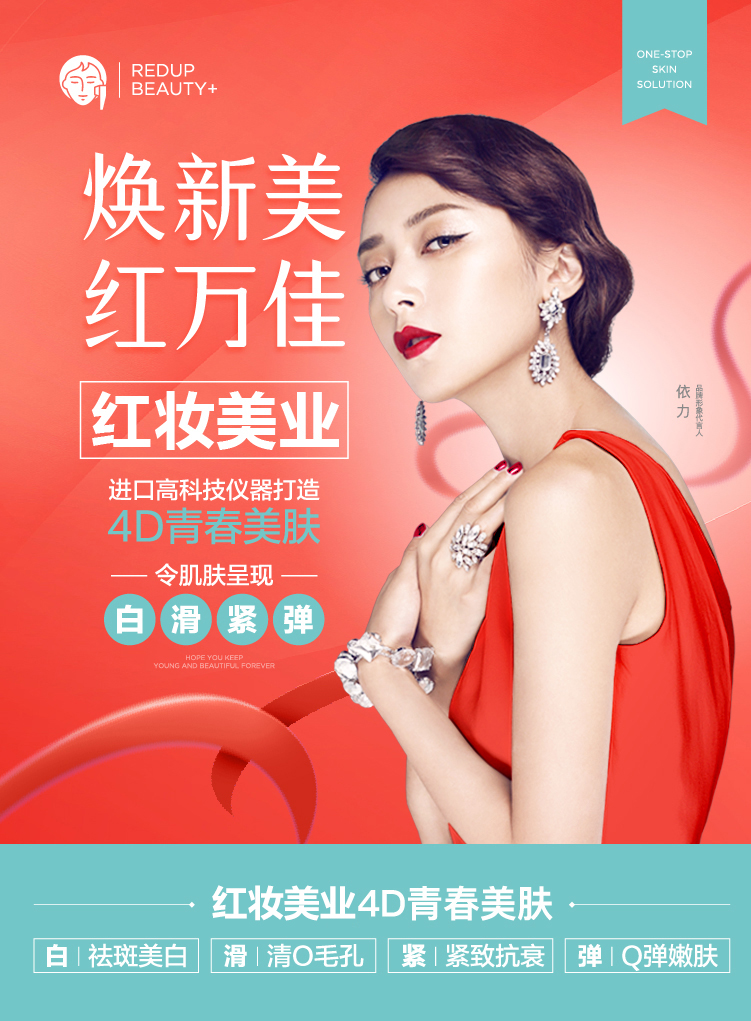 REDUP
BEAUTY+
ONE-STOP
SKIN
SOLUTION
焕新美
红万佳
红妆美业
进口高科技仪器打造
4D青春美肤
令肌肤呈现
白 滑 紧 弹
HOPE YOU KEEP
YOUNG AND BEAUTIFUL FOREVER
品牌形象代言人
依力
红妆美业4D青春美肤
白 | 祛斑美白 滑 | 清O毛孔 紧 | 紧致抗衰 弹 | Q弹嫩肤